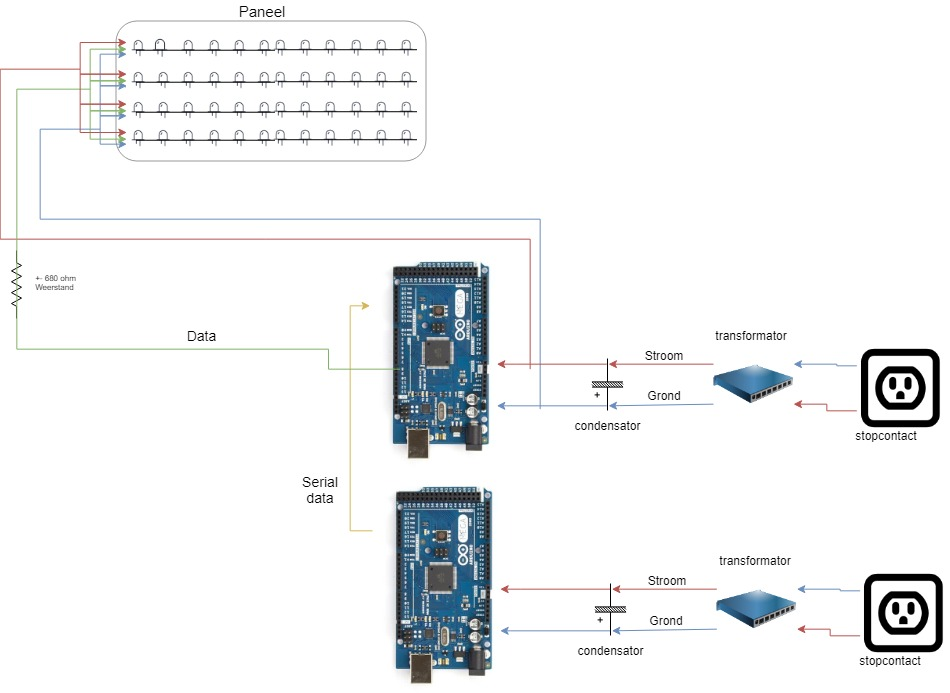 Paneel
+- 680 ohm
Weerstand
Data
transformator
Stroom
+
Grond
condensator
stopcontact
Serial
data
transformator
Stroom
+
Grond
condensator
stopcontact